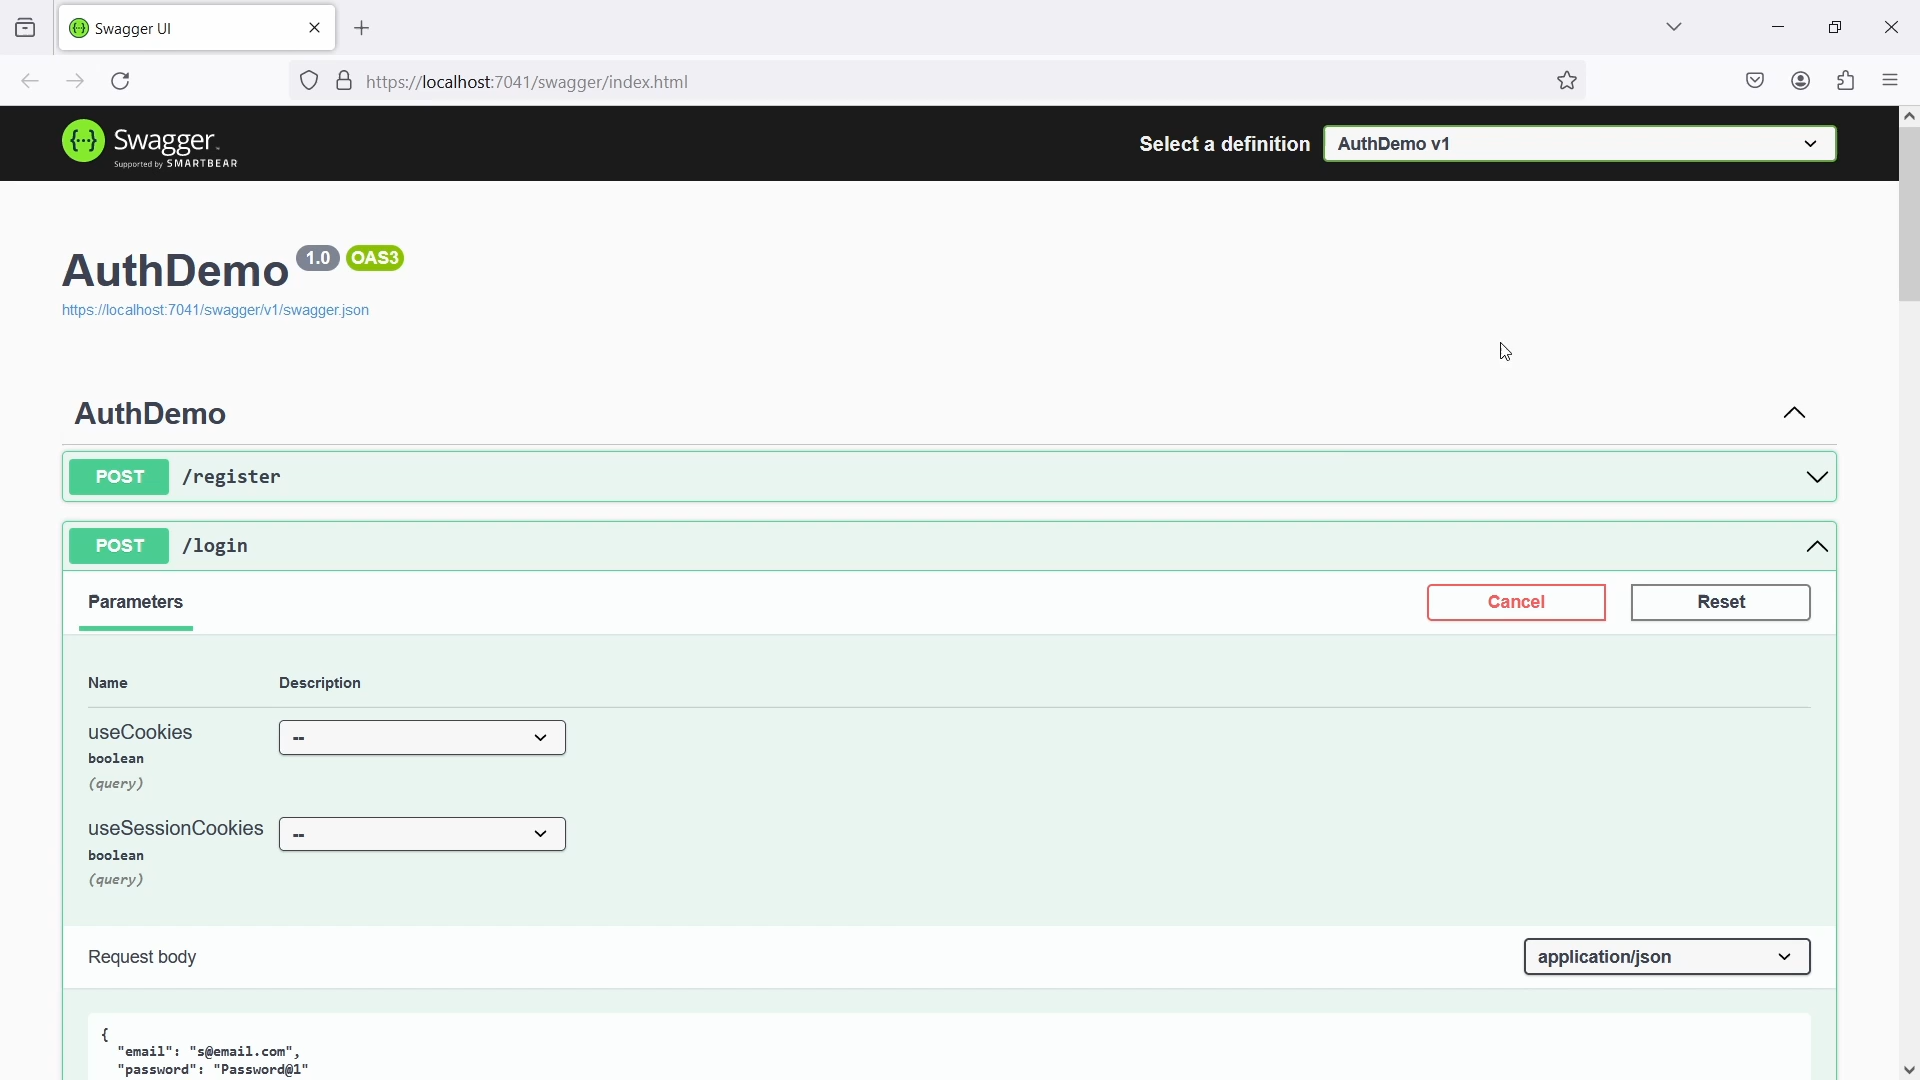 Swagger UI
https://localhost:7041/swagger/index.html
Swagger.
Supported by SMARTBEAR
Select a definition
AuthDemo v1
AuthDemo 1.0 OAS3
https://localhost:7041/swagger/v1/swagger.json
AuthDemo
POST /register
POST /login
Parameters
Cancel
Reset
Name Description
useCookies
--
boolean
(query)
useSessionCookies
--
boolean
(query)
Request body
application/json
{
"email": "s@email.com",
"password": "Password@1"